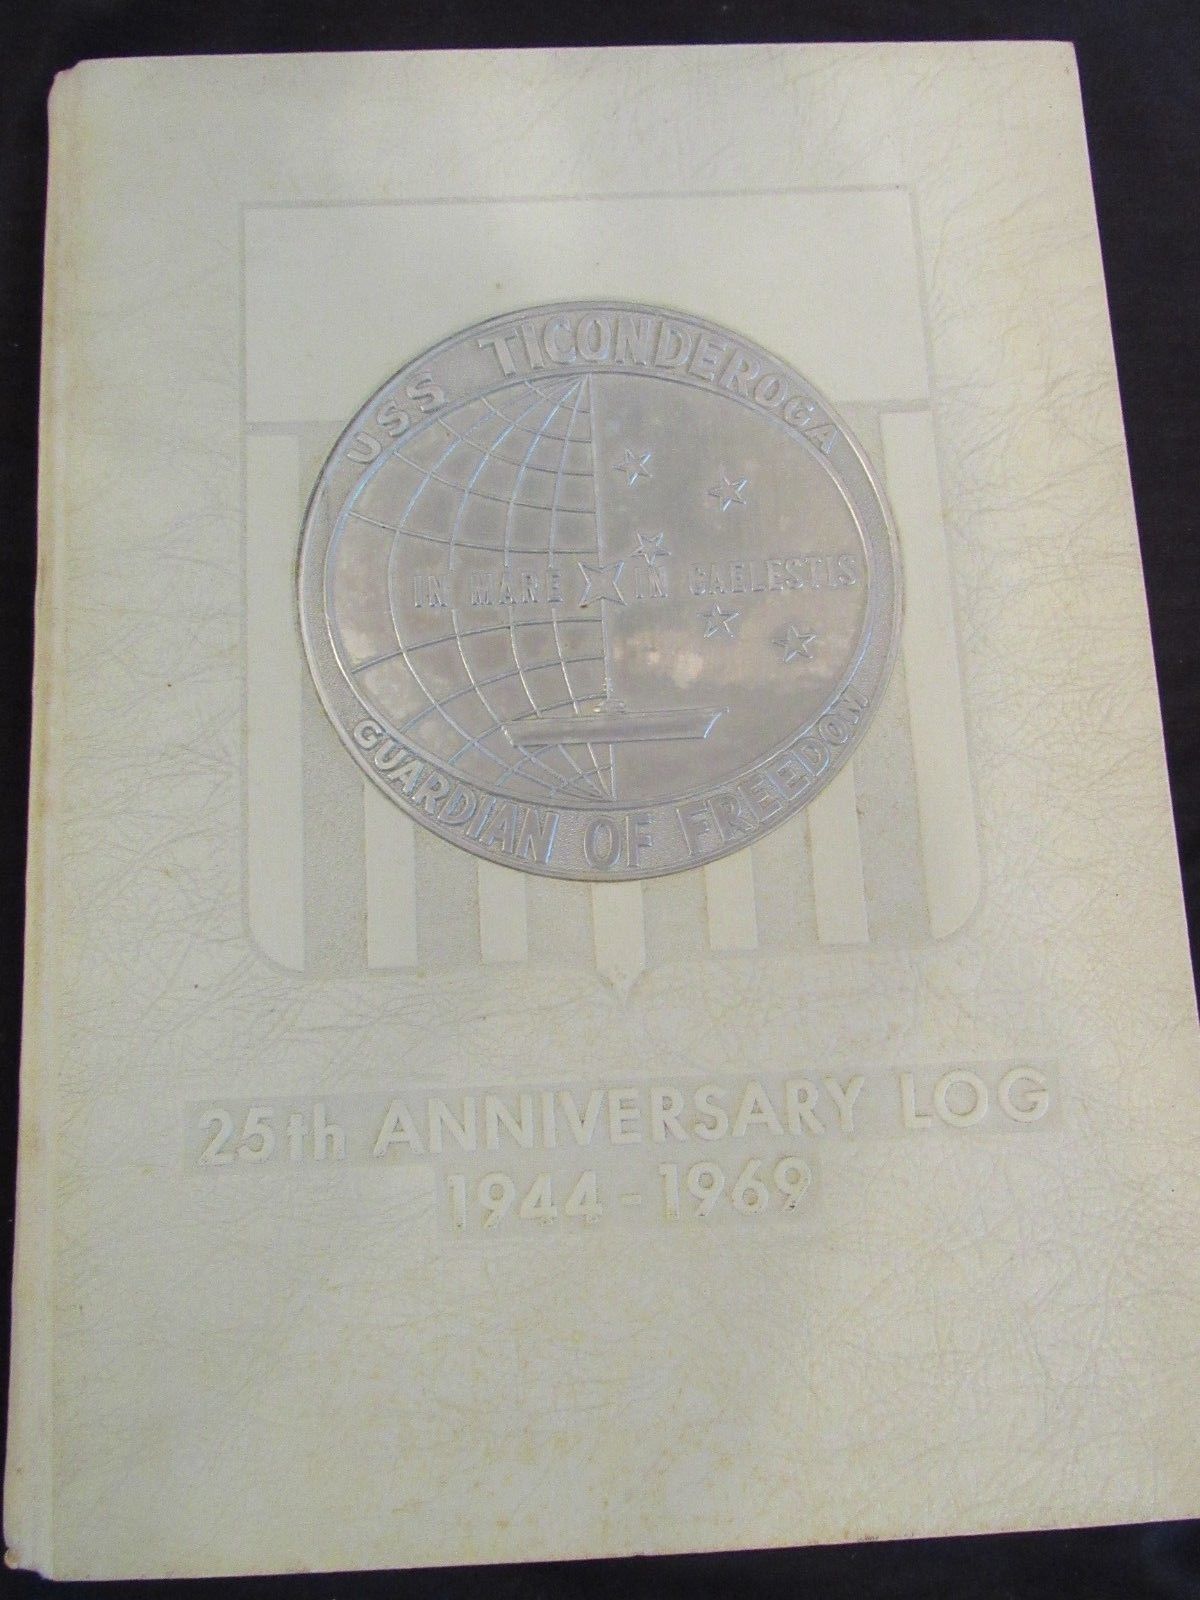 USS TICONDEROGA
IN MARE IN CAELESTIS
GUARDIAN OF FREEDOM
25th ANNIVERSARY LOG
1944-1969